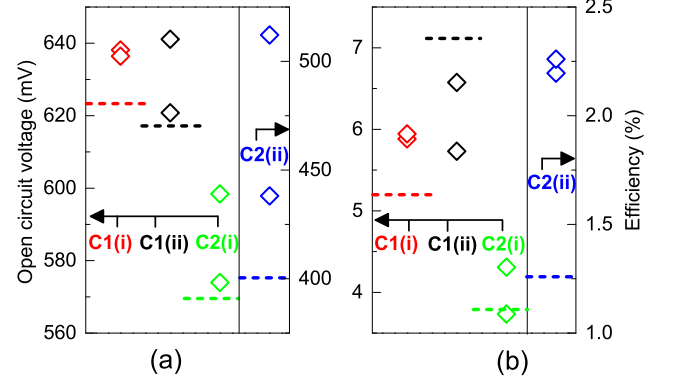 Open circuit voltage (mV)
640
620
600
580
560
C1(i) C1(ii) C2(i)
C2(ii)
500
450
400
(a)
7
6
5
4
C1(i) C1(ii) C2(i)
C2(ii)
2.5
2.0
1.5
1.0
Efficiency (%)
(b)